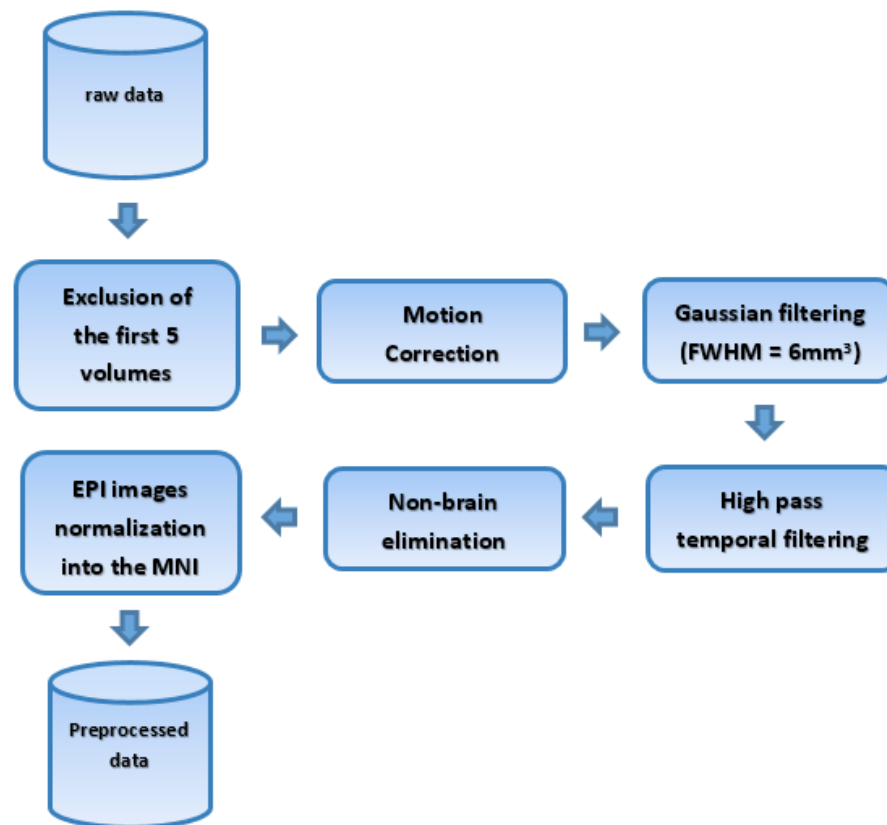 raw data
Exclusion of
the first 5
volumes
Motion
Correction
Gaussian filtering
(FWHM = 6mm³)
High pass
temporal filtering
Non-brain
elimination
EPI images
normalization
into the MNI
Preprocessed
data